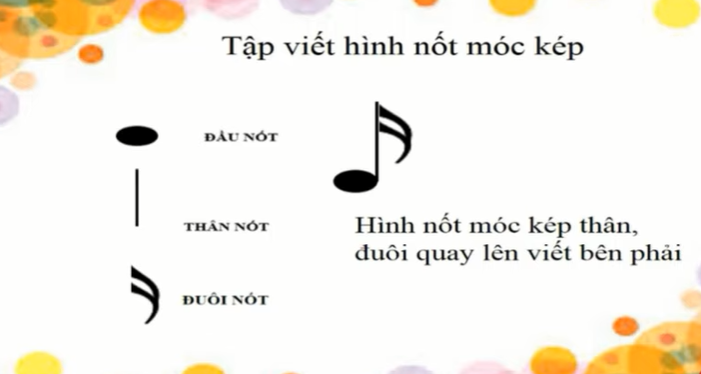 Tập viết hình nốt móc kép
ĐẦU NỐT
THÂN NỐT
Hình nốt móc kép thân,
đuôi quay lên viết bên phải
ĐUÔI NỐT